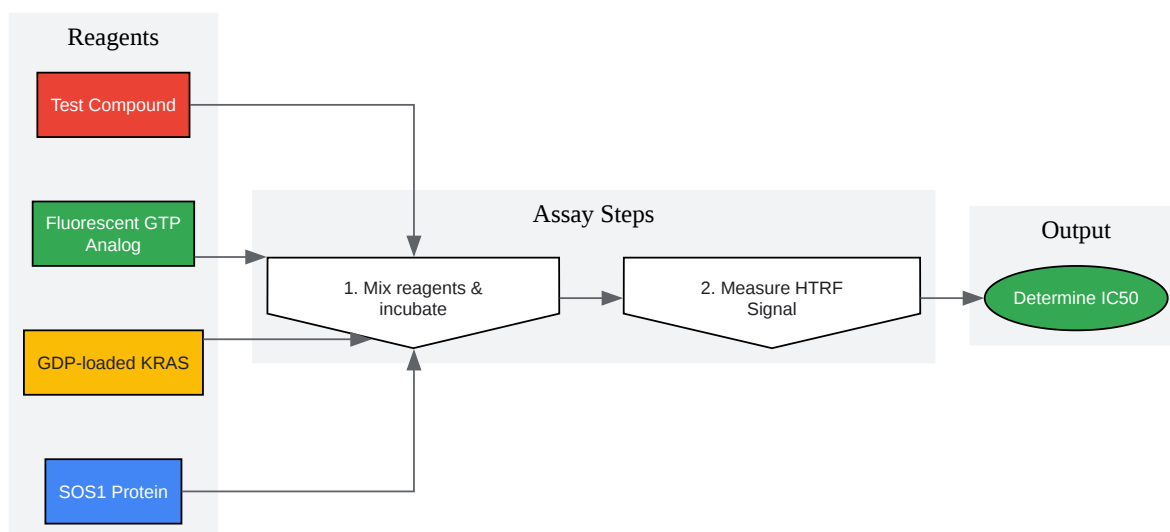 Reagents
Test Compound
Fluorescent GTP
Analog
GDP-loaded KRAS
SOS1 Protein
Assay Steps
1. Mix reagents &
incubate
2. Measure HTRF
Signal
Output
Determine IC50